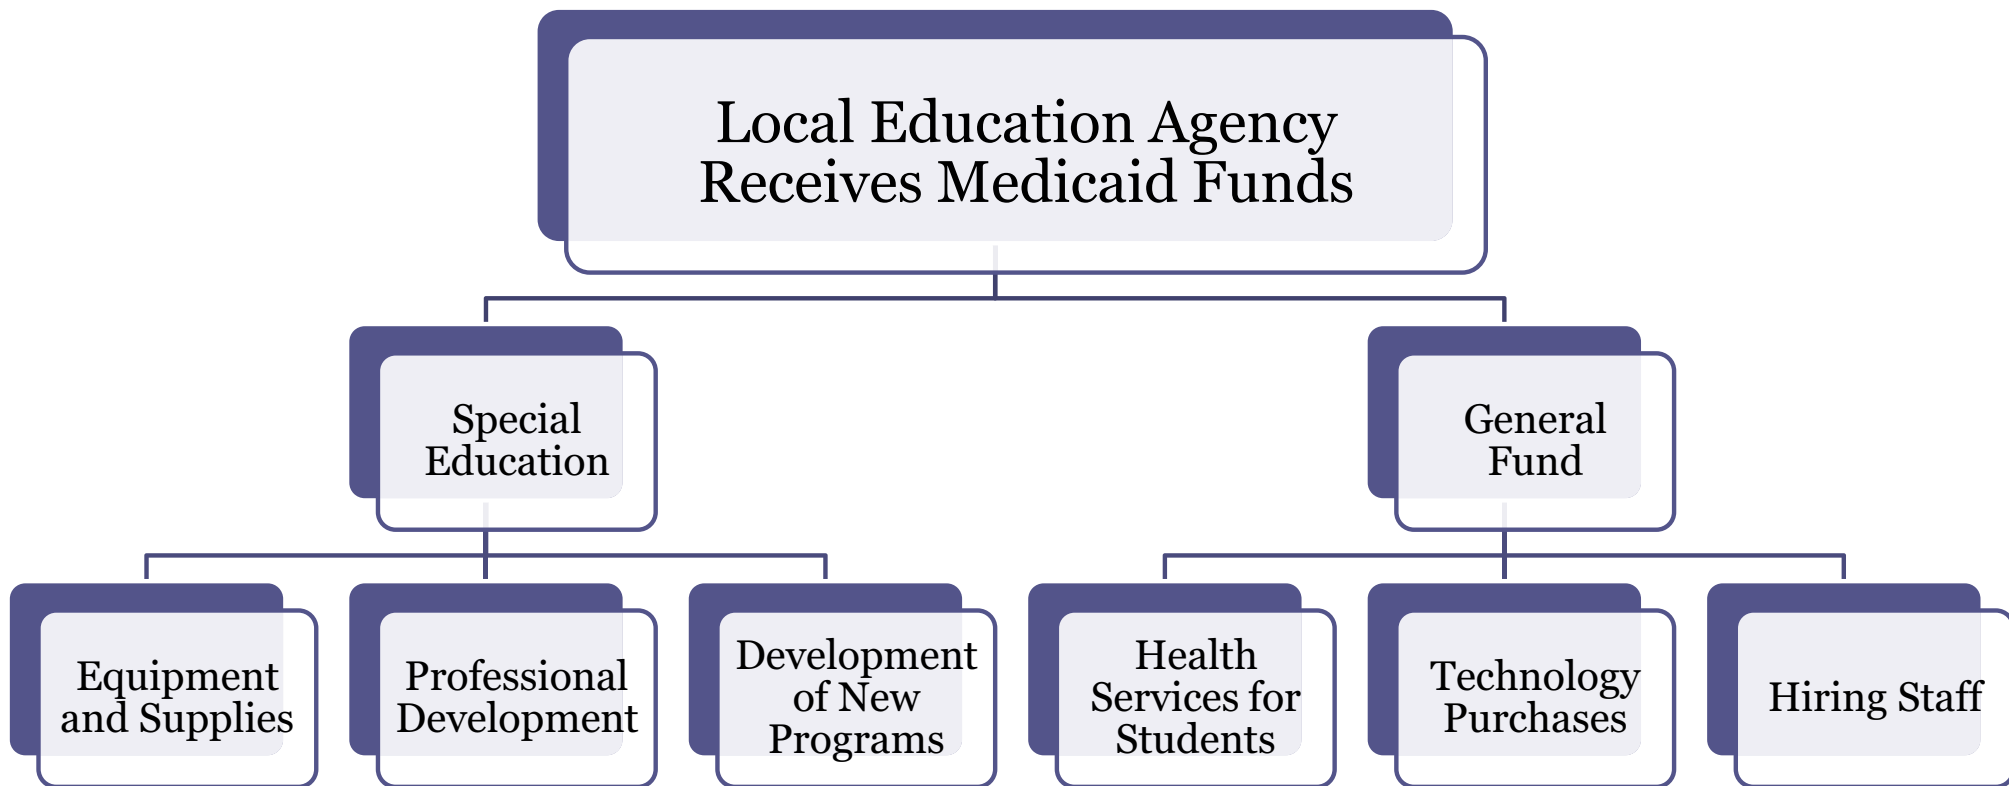 Local Education Agency
Receives Medicaid Funds
Special
Education
General
Fund
Equipment
and Supplies
Professional
Development
Development
of New
Programs
Health
Services for
Students
Technology
Purchases
Hiring Staff